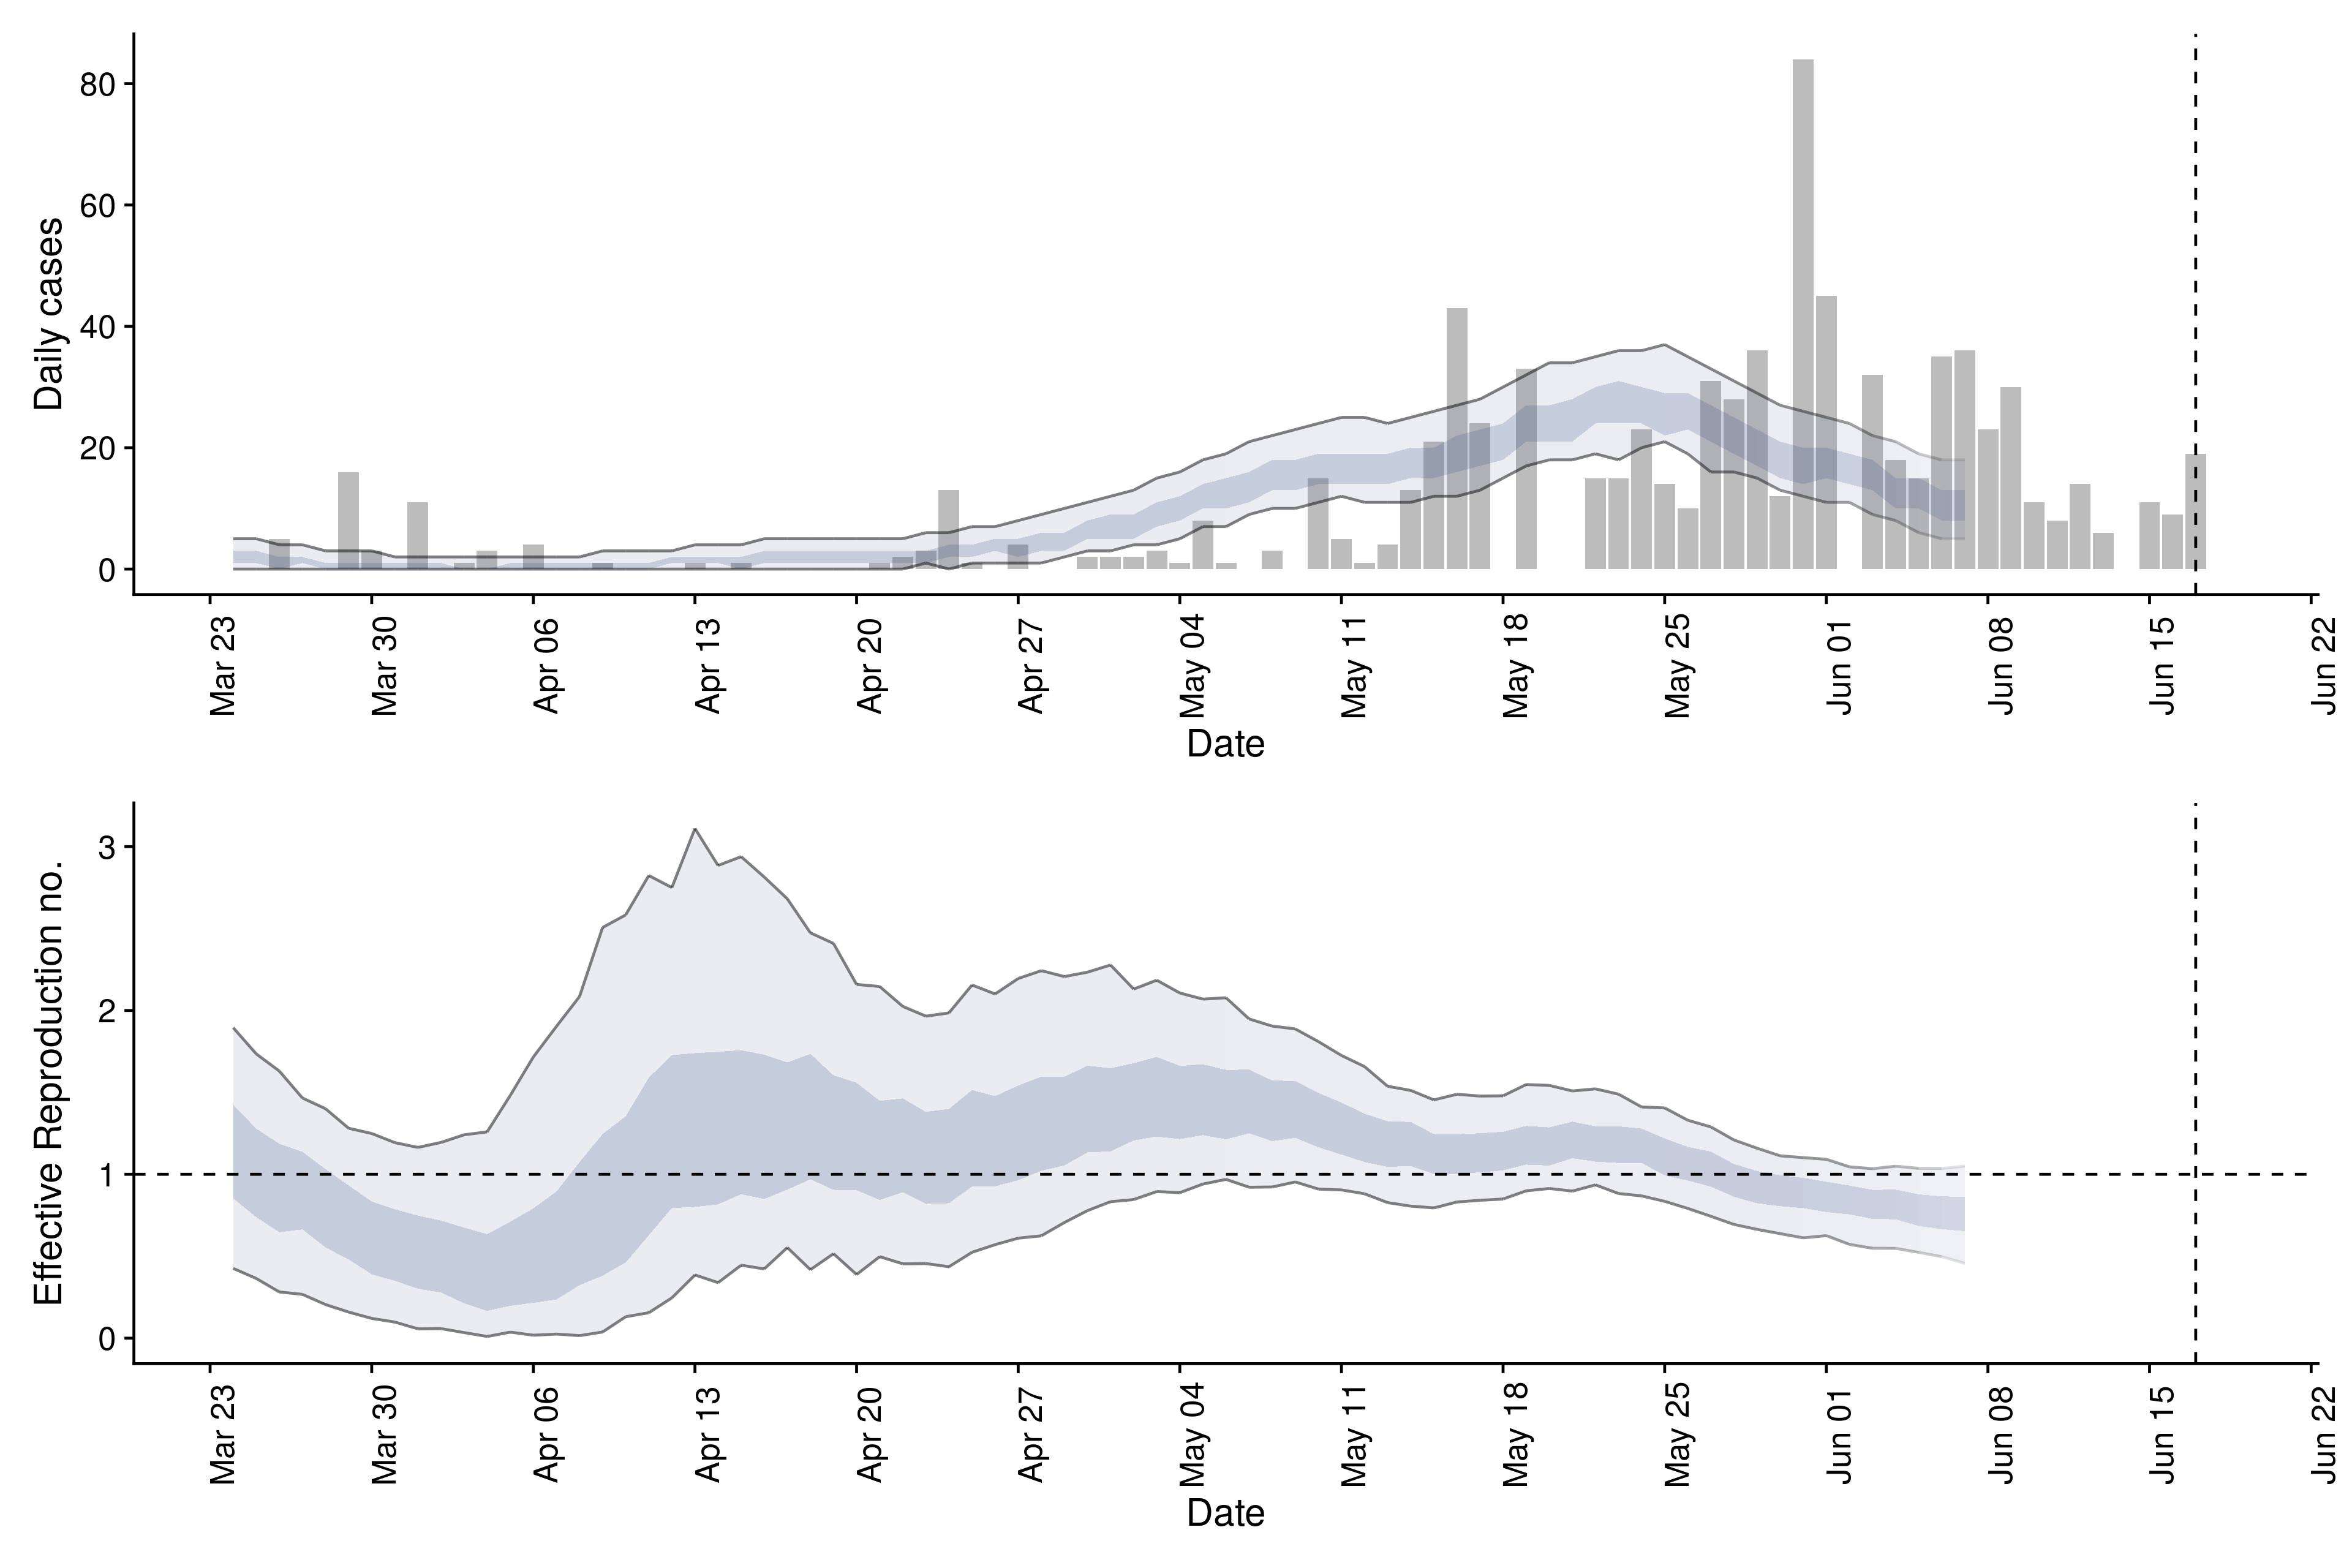 Daily cases
80
60
40
20
0
Mar 23
Mar 30
Apr 06
Apr 13
Apr 20
Apr 27
May 04
May 11
May 18
May 25
Jun 01
Jun 08
Jun 15
Jun 22
Date
Effective Reproduction no.
3
2
1
0
Mar 23
Mar 30
Apr 06
Apr 13
Apr 20
Apr 27
May 04
May 11
May 18
May 25
Jun 01
Jun 08
Jun 15
Jun 22
Date